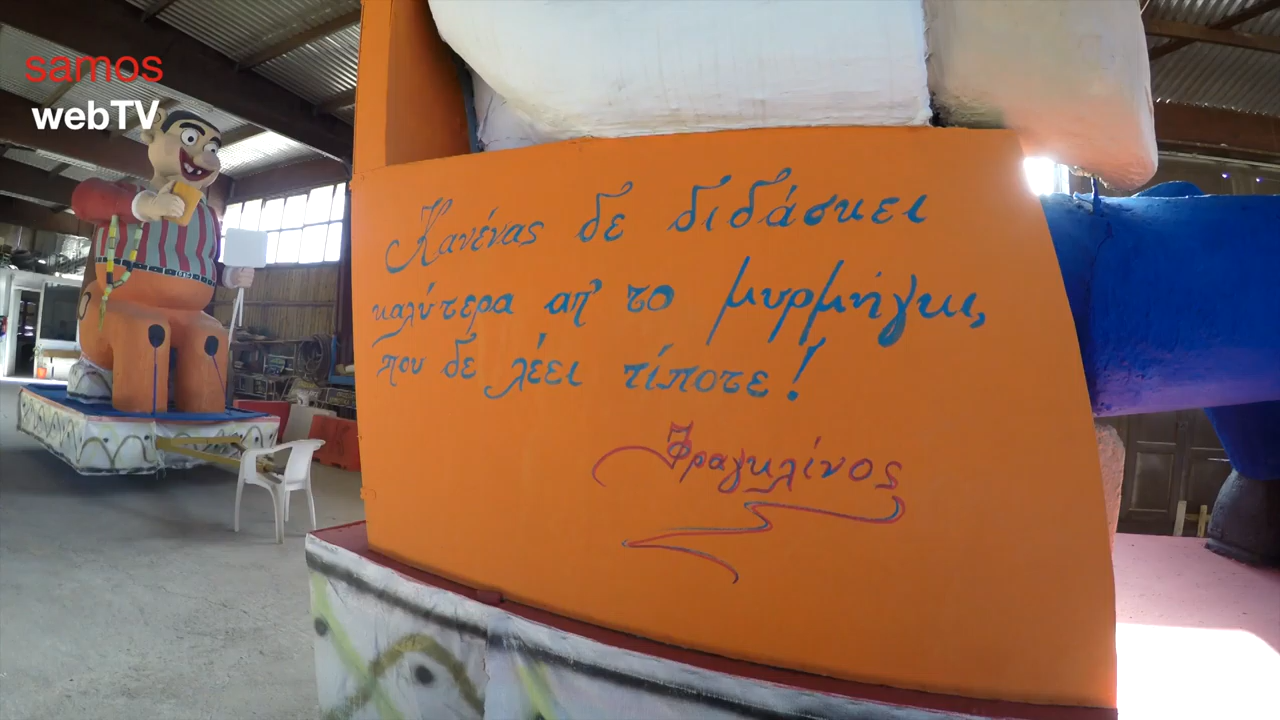 samos
webTV
Κανένας δε διδάσκει
καλύτερα απ' το μυρμήγκι,
που δε λέει τίποτε!
Φραγκλίνος